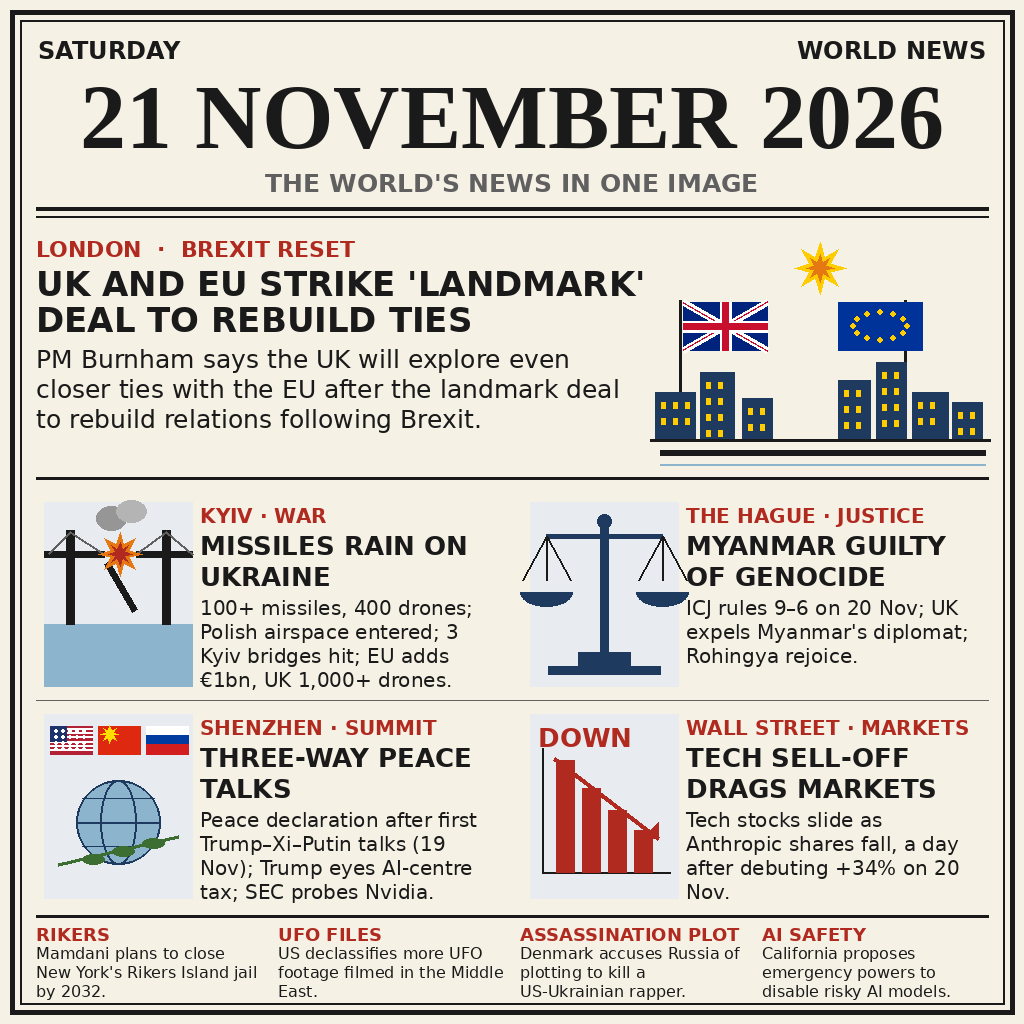 SATURDAY
WORLD NEWS
21 NOVEMBER 2026
THE WORLD'S NEWS IN ONE IMAGE
LONDON · BREXIT RESET
UK AND EU STRIKE 'LANDMARK'
DEAL TO REBUILD TIES
PM Burnham says the UK will explore even
closer ties with the EU after the landmark deal
to rebuild relations following Brexit.
KYIV · WAR
MISSILES RAIN ON
UKRAINE
100+ missiles, 400 drones;
Polish airspace entered; 3
Kyiv bridges hit; EU adds
€1bn, UK 1,000+ drones.
THE HAGUE · JUSTICE
MYANMAR GUILTY
OF GENOCIDE
ICJ rules 9–6 on 20 Nov; UK
expels Myanmar's diplomat;
Rohingya rejoice.
SHENZHEN · SUMMIT
THREE-WAY PEACE
TALKS
Peace declaration after first
Trump–Xi–Putin talks (19
Nov); Trump eyes AI-centre
tax; SEC probes Nvidia.
DOWN
WALL STREET · MARKETS
TECH SELL-OFF
DRAGS MARKETS
Tech stocks slide as
Anthropic shares fall, a day
after debuting +34% on 20
Nov.
RIKERS
Mamdani plans to close
New York's Rikers Island jail
by 2032.
UFO FILES
US declassifies more UFO
footage filmed in the Middle
East.
ASSASSINATION PLOT
Denmark accuses Russia of
plotting to kill a
US-Ukrainian rapper.
AI SAFETY
California proposes
emergency powers to
disable risky AI models.